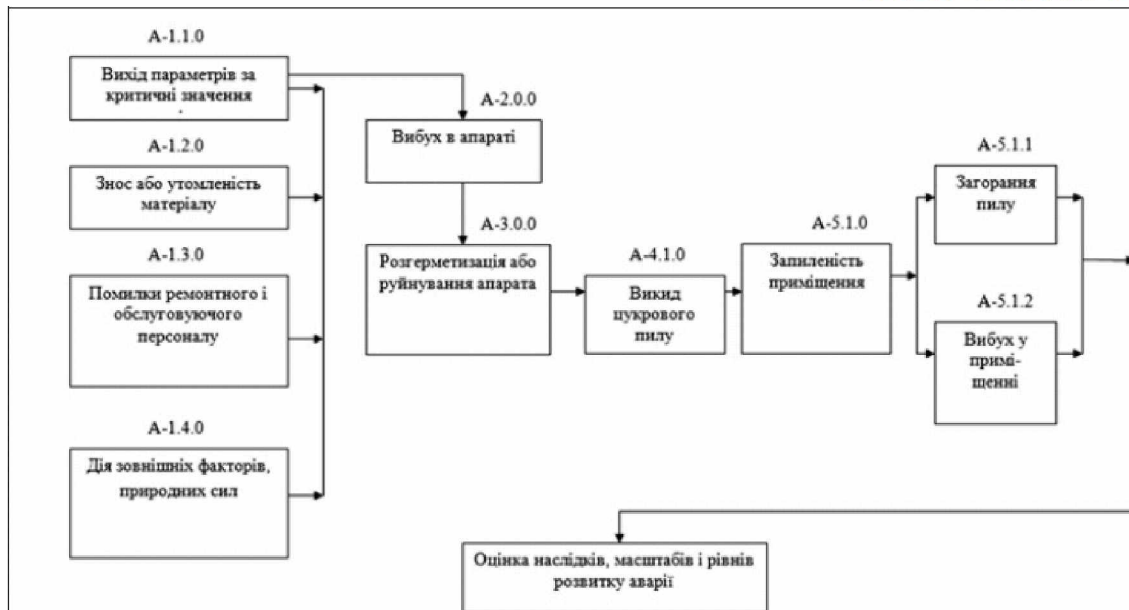 А-1.1.0
Вихід параметрів за
критичні значення
.
А-1.2.0
Знос або утомленість
матеріалу
А-1.3.0
Помилки ремонтного і
обслуговуючого
персоналу
А-1.4.0
Дія зовнішніх факторів,
природних сил
А-2.0.0
Вибух в апараті
А-3.0.0
Розгерметизація або
руйнування апарата
А-4.1.0
Викид
цукрового
пилу
А-5.1.0
Запиленість
приміщення
А-5.1.1
Загорання
пилу
А-5.1.2
Вибух у
примі-
щенні
Оцінка наслідків, масштабів і рівнів
розвитку аварії